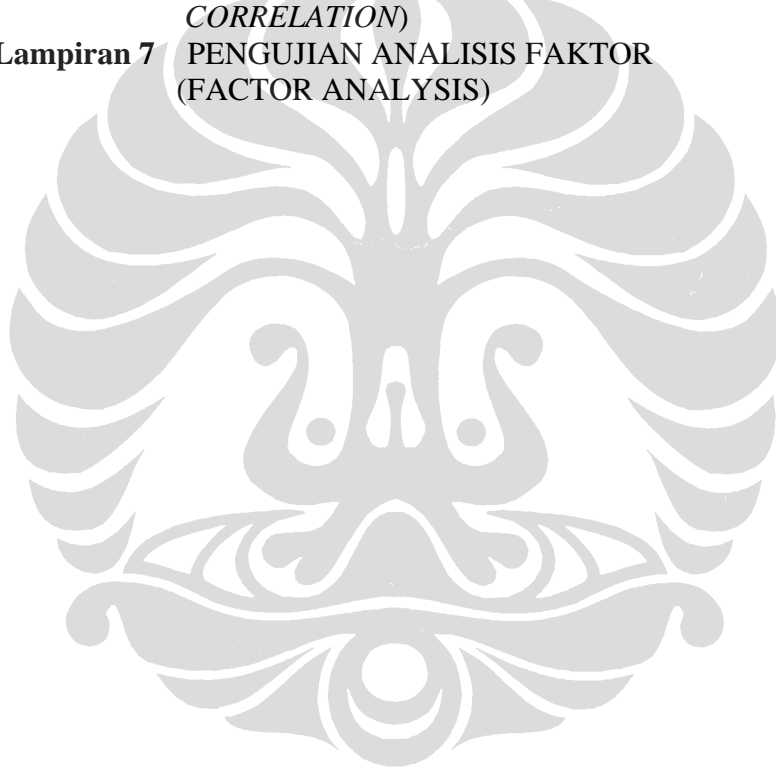 CORRELATION)
Lampiran 7 PENGUJIAN ANALISIS FAKTOR
(FACTOR ANALYSIS)